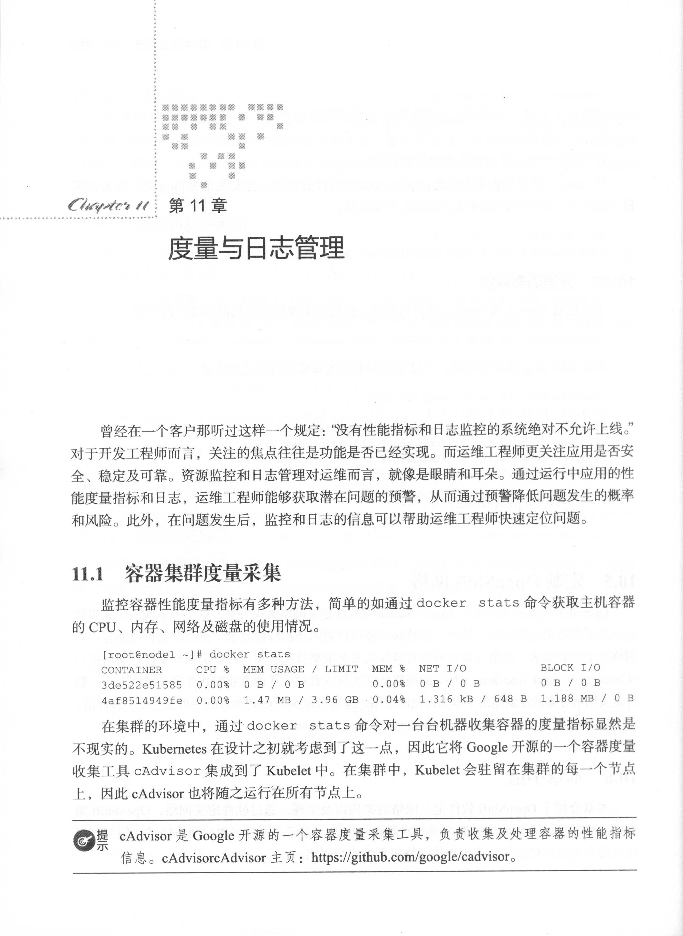 Chapter 11
第 11 章
度量与日志管理
曾经在一个客户那听过这样一个规定：“没有性能指标和日志监控的系统绝对不允许上线。”
对于开发工程师而言，关注的焦点往往是功能是否已经实现。而运维工程师更关注应用是否安
全、稳定及可靠。资源监控和日志管理对运维而言，就像是眼睛和耳朵。通过运行中应用的性
能度量指标和日志，运维工程师能够获取潜在问题的预警，从而通过预警降低问题发生的概率
和风险。此外，在问题发生后，监控和日志的信息可以帮助运维工程师快速定位问题。
11.1 容器集群度量采集
监控容器性能度量指标有多种方法，简单的如通过 docker stats 命令获取主机容器
的 CPU、内存、网络及磁盘的使用情况。
[root@node1 ~]# docker stats
CONTAINER CPU % MEM USAGE / LIMIT MEM % NET I/O BLOCK I/O
3de522e51585 0.00% 0 B / 0 B 0.00% 0 B / 0 B 0 B / 0 B
4af8514949fe 0.00% 1.47 MB / 3.96 GB 0.04% 1.316 kB / 648 B 1.188 MB / 0 B
在集群的环境中，通过 docker stats 命令对一台台机器收集容器的度量指标显然是
不现实的。Kubernetes 在设计之初就考虑到了这一点，因此它将 Google 开源的一个容器度量
收集工具 cAdvisor 集成到了 Kubelet 中。在集群中，Kubelet 会驻留在集群的每一个节点
上，因此 cAdvisor 也将随之运行在所有节点上。
提示 cAdvisor 是 Google 开源的一个容器度量采集工具，负责收集及处理容器的性能指标
信息。cAdvisorcAdvisor 主页：https://github.com/google/cadvisor。